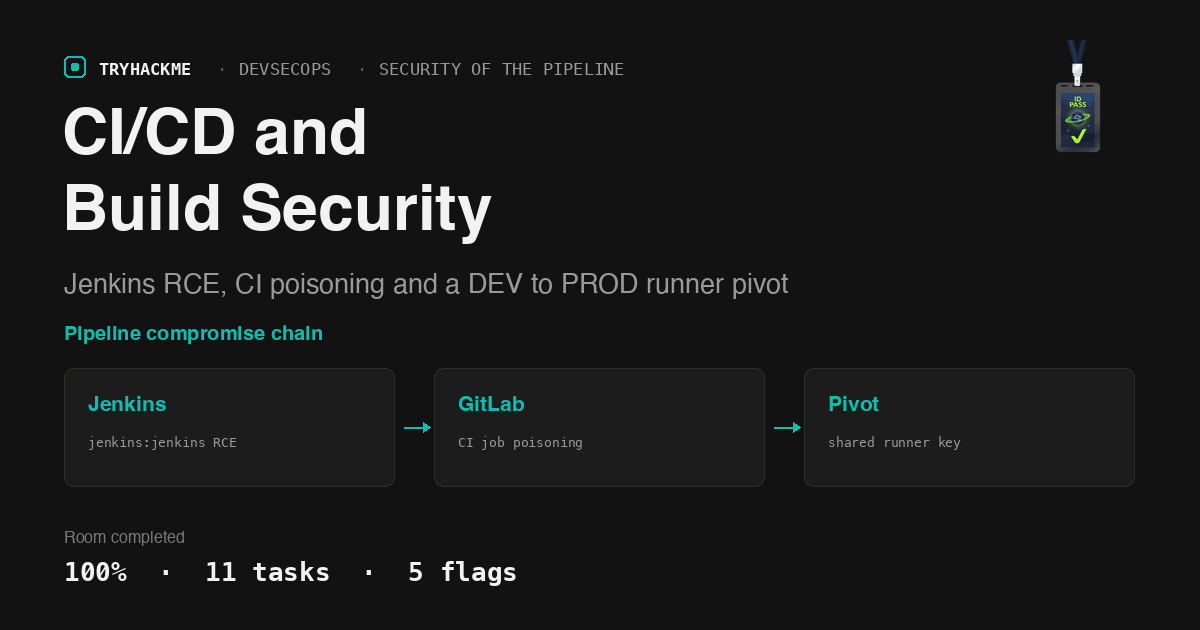 TRYHACKME · DEVSECOPS · SECURITY OF THE PIPELINE
ID
PASS
CI/CD and
Build Security
Jenkins RCE, CI poisoning and a DEV to PROD runner pivot
Pipeline compromise chain
Jenkins
jenkins:jenkins RCE
GitLab
CI job poisoning
Pivot
shared runner key
Room completed
100% · 11 tasks · 5 flags